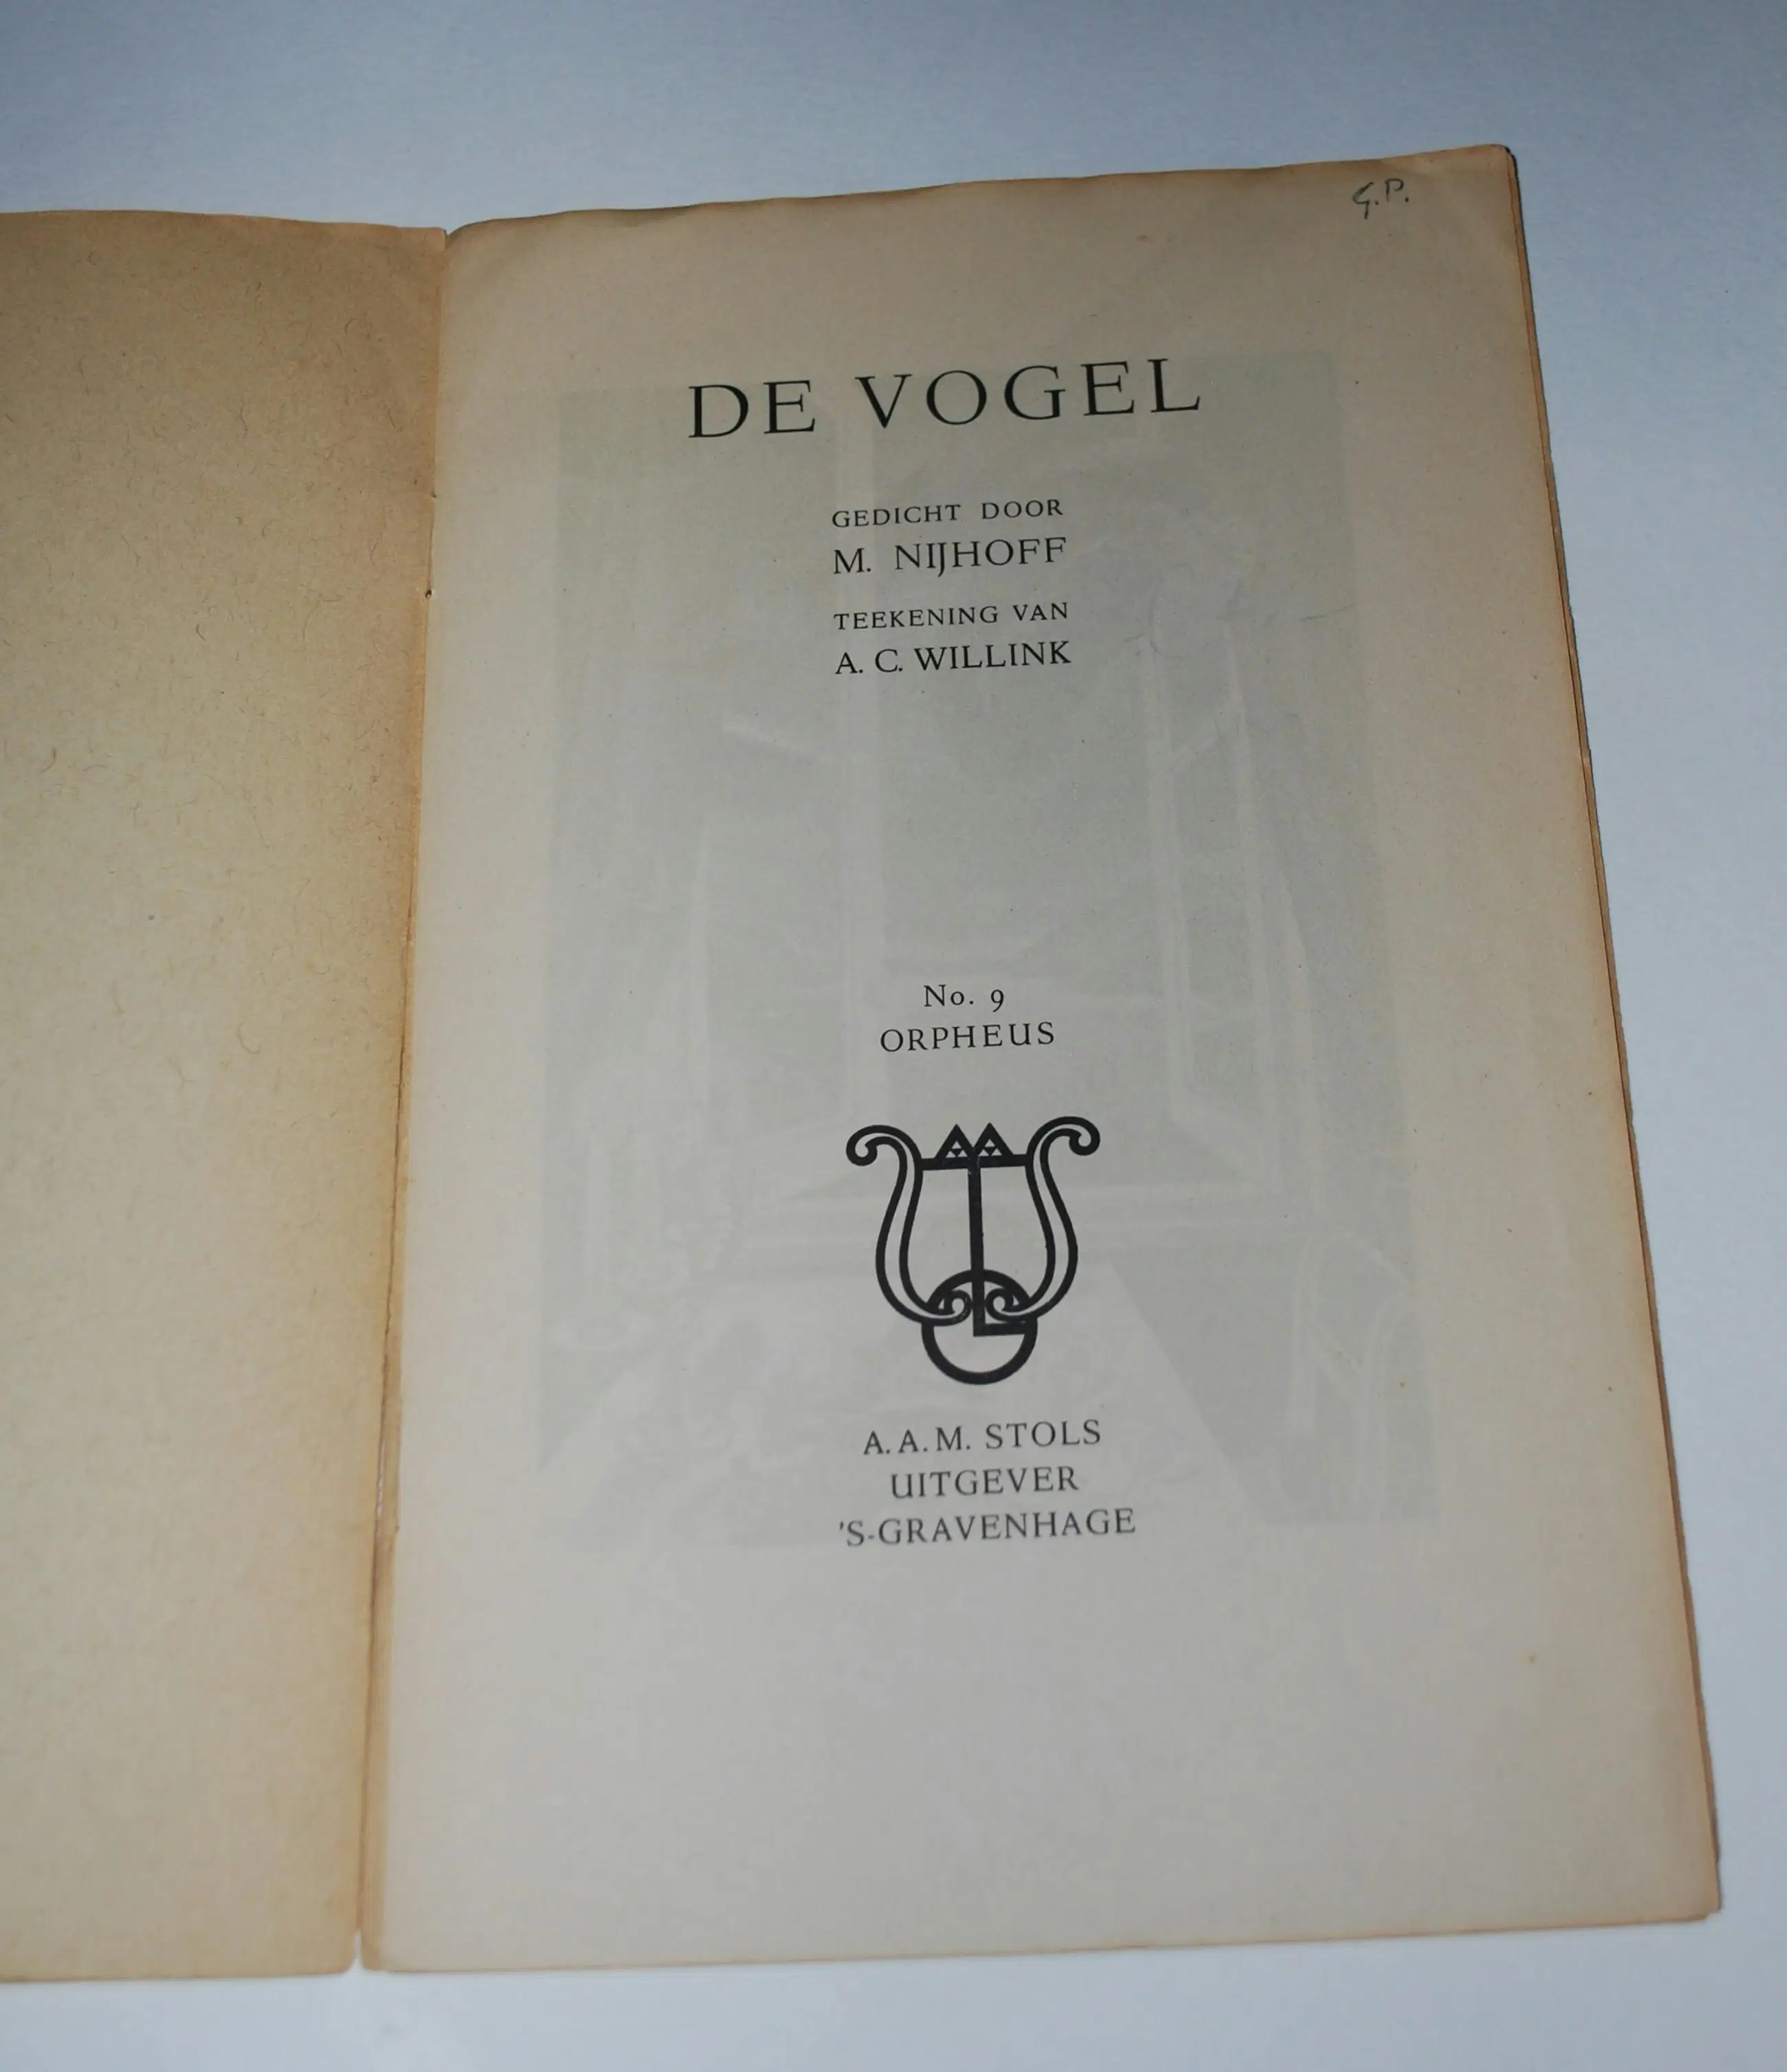 G.P.
DE VOGEL
GEDICHT DOOR
M. NIJHOFF
TEEKENING VAN
A. C. WILLINK
No. 9
ORPHEUS
A. A. M. STOLS
UITGEVER
'S-GRAVENHAGE